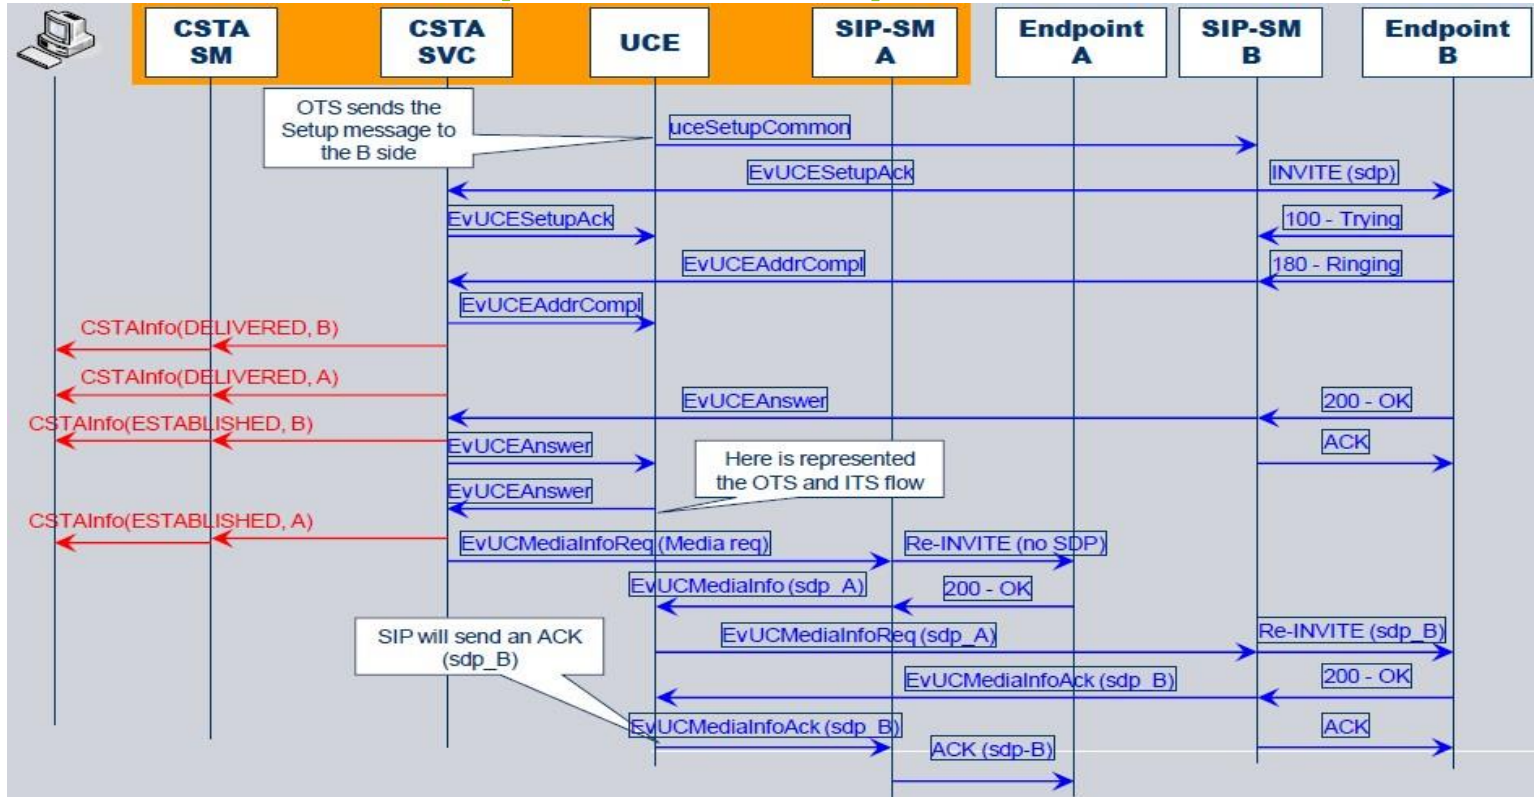 CSTA
SM
CSTA
SVC
UCE
SIP-SM
A
Endpoint
A
SIP-SM
B
Endpoint
B
OTS sends the
Setup message to
the B side
uceSetupCommon
EvUCESetupAck
INVITE (sdp)
EvUCESetupAck
100 - Trying
EvUCEAddrCompl
180 - Ringing
EvUCEAddrCompl
CSTAInfo(DELIVERED, B)
CSTAInfo(DELIVERED, A)
EvUCEAnswer
200 - OK
CSTAInfo(ESTABLISHED, B)
EvUCEAnswer
ACK
Here is represented
the OTS and ITS flow
EvUCEAnswer
CSTAInfo(ESTABLISHED, A)
EvUCMediaInfoReq (Media req)
Re-INVITE (no SDP)
EvUCMediaInfo (sdp_A)
200 - OK
SIP will send an ACK
(sdp_B)
EvUCMediaInfoReq (sdp_A)
Re-INVITE (sdp_B)
EvUCMediaInfoAck (sdp_B)
200 - OK
EvUCMediaInfoAck (sdp_B)
ACK
ACK (sdp-B)